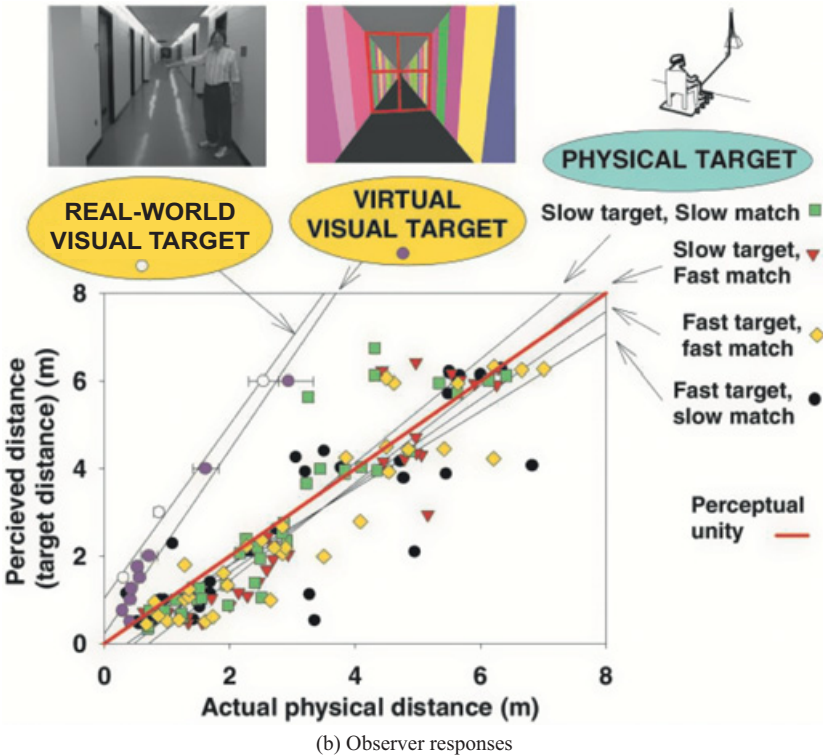 REAL-WORLD
VISUAL TARGET
VIRTUAL
VISUAL TARGET
PHYSICAL TARGET
Slow target, Slow match
Slow target,
Fast match
Fast target,
fast match
Fast target,
slow match
Perceptual
unity
Percieved distance
(target distance) (m)
8
6
4
2
0
0 2 4 6 8
Actual physical distance (m)
(b) Observer responses